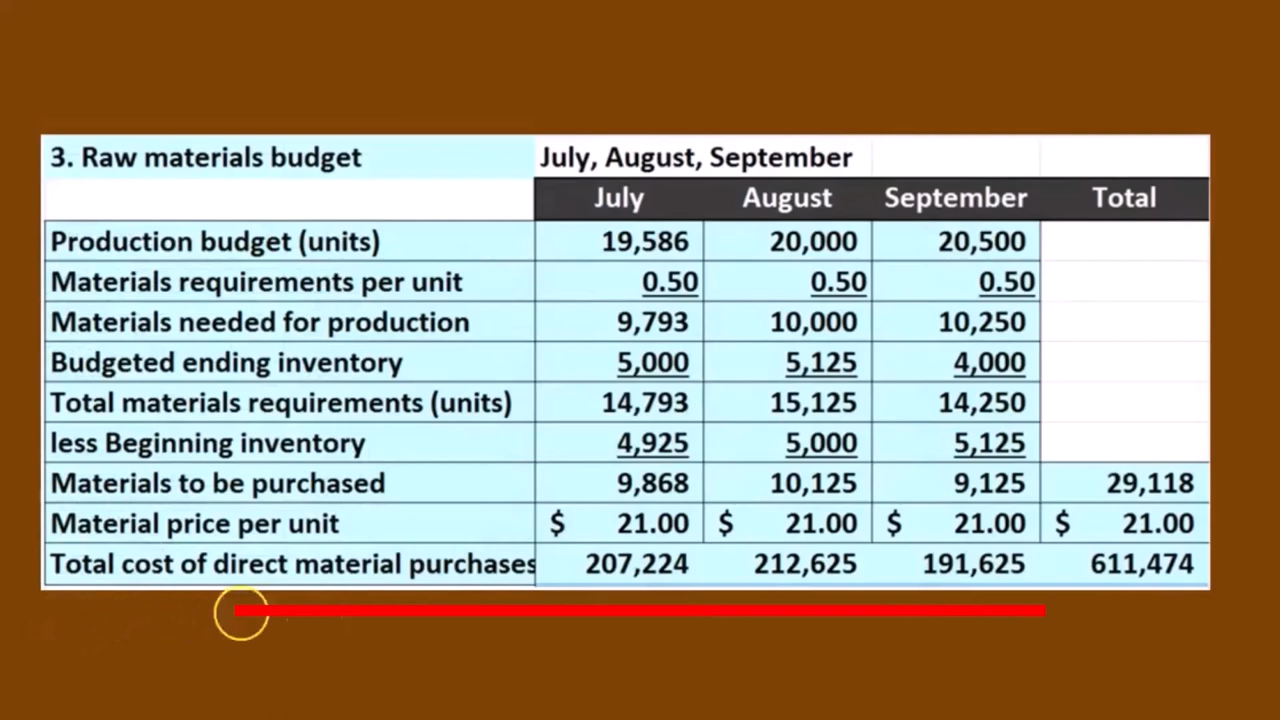 3. Raw materials budget July, August, September
July August September Total
Production budget (units) 19,586 20,000 20,500
Materials requirements per unit 0.50 0.50 0.50
Materials needed for production 9,793 10,000 10,250
Budgeted ending inventory 5,000 5,125 4,000
Total materials requirements (units) 14,793 15,125 14,250
less Beginning inventory 4,925 5,000 5,125
Materials to be purchased 9,868 10,125 9,125 29,118
Material price per unit $ 21.00 $ 21.00 $ 21.00 $ 21.00
Total cost of direct material purchases 207,224 212,625 191,625 611,474